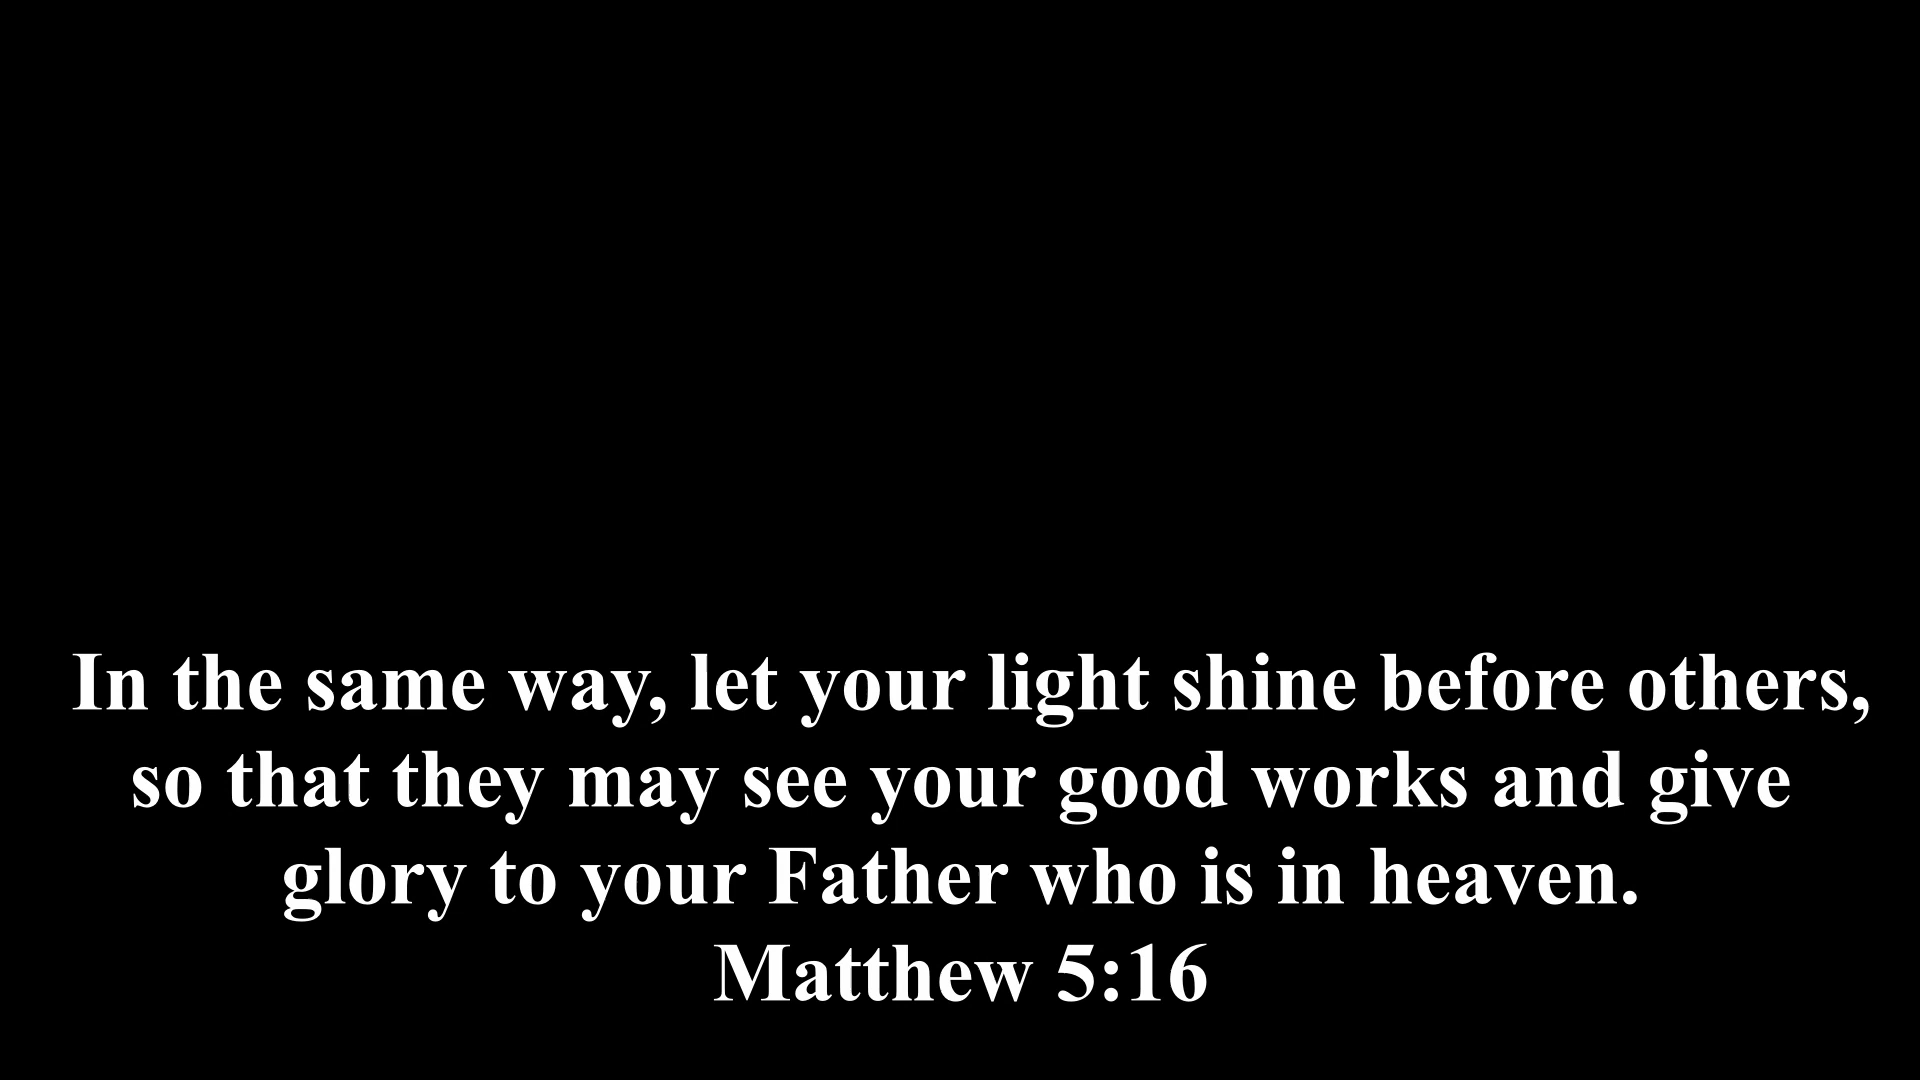 In the same way, let your light shine before others,
so that they may see your good works and give
glory to your Father who is in heaven.
Matthew 5:16